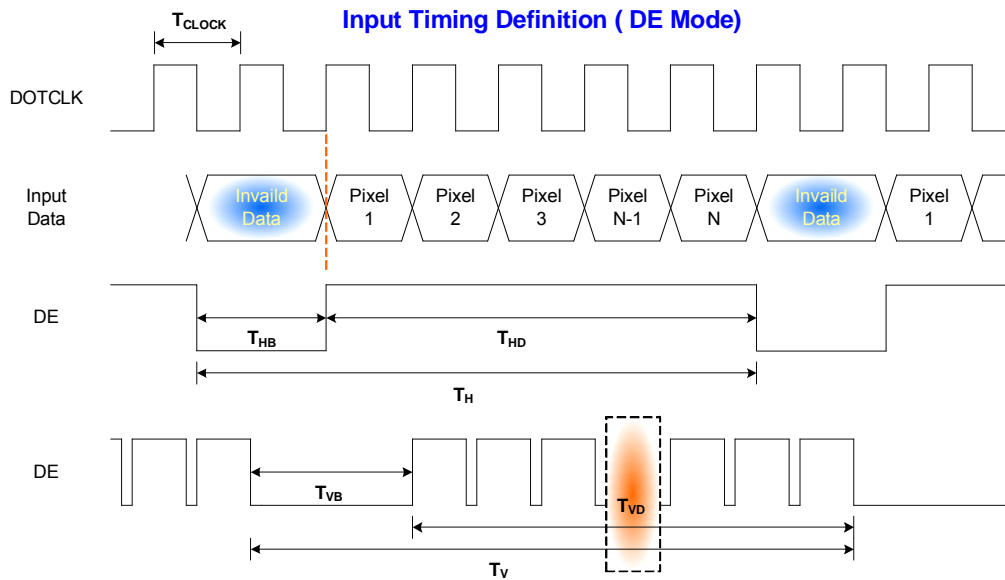 Input Timing Definition ( DE Mode)
TCLOCK
DOTCLK
Input
Data
Invaild
Data
Pixel
1
Pixel
2
Pixel
3
Pixel
N-1
Pixel
N
Invaild
Data
Pixel
1
DE
THB
THD
TH
DE
TVB
TVD
TV